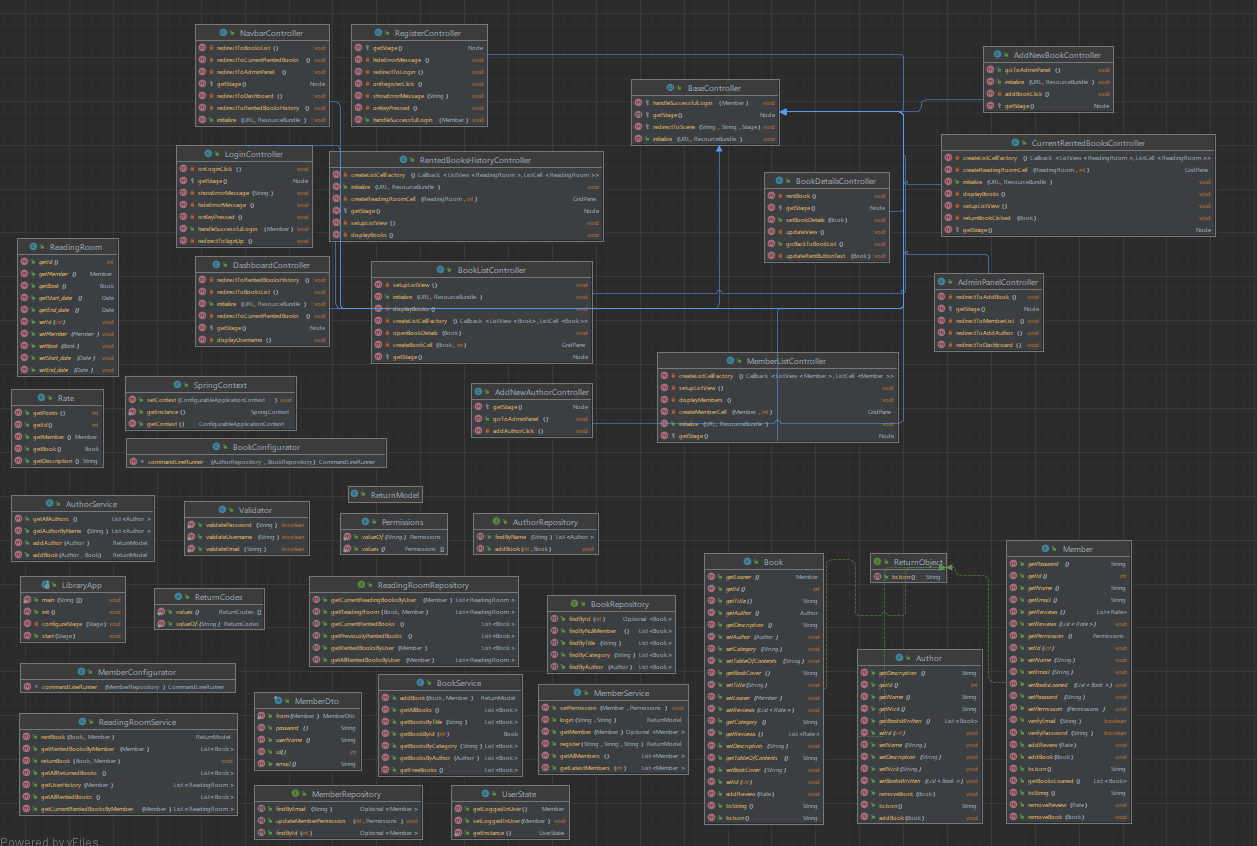 NavbarController
redirectToBooksList () void
redirectToCurrentRentedBooks () void
redirectToAdminPanel () void
getStage () Node
redirectToDashboard () void
redirectToRentedBooksHistory () void
initialize (URL, ResourceBundle) void
RegisterController
getStage () Node
hideErrorMessage () void
redirectToLogin () void
onRegisterClick () void
showErrorMessage (String) void
onKeyPressed () void
handleSuccessfulLogin (Member) void
BaseController
handleSuccessfulLogin (Member) void
getStage () Node
redirectToScene (String, String, Stage) void
initialize (URL, ResourceBundle) void
AddNewBookController
goToAdminPanel () void
initialize (URL, ResourceBundle) void
addBookClick () void
getStage () Node
LoginController
onLoginClick () void
getStage () Node
showErrorMessage (String) void
hideErrorMessage () void
onKeyPressed () void
handleSuccessfulLogin (Member) void
redirectToSignUp () void
RentedBooksHistoryController
createListCellFactory () Callback <ListView <ReadingRoom >, ListCell <ReadingRoom >>
initialize (URL, ResourceBundle) void
createReadingRoomCell (ReadingRoom, int) GridPane
getStage () Node
setupListView () void
displayBooks () void
BookDetailsController
rentBook () void
getStage () Node
setBookDetails (Book) void
updateView () void
goBackToBookList () void
updateRentButtonText (Book) void
CurrentRentedBooksController
createListCellFactory () Callback <ListView <ReadingRoom >, ListCell <ReadingRoom >>
createReadingRoomCell (ReadingRoom, int) GridPane
initialize (URL, ResourceBundle) void
displayBooks () void
setupListView () void
returnBookClicked (Book) void
getStage () Node
ReadingRoom
getId () int
getMember () Member
getBook () Book
getStart_date () Date
getEnd_date () Date
setId (int) void
setMember (Member) void
setBook (Book) void
setStart_date (Date) void
setEnd_date (Date) void
DashboardController
redirectToRentedBooksHistory () void
redirectToBooksList () void
initialize (URL, ResourceBundle) void
redirectToCurrentRentedBooks () void
getStage () Node
displayUsername () void
BookListController
setupListView () void
initialize (URL, ResourceBundle) void
displayBooks () void
createListCellFactory () Callback <ListView <Book>, ListCell <Book>>
openBookDetails (Book) void
createBookCell (Book, int) GridPane
getStage () Node
AdminPanelController
redirectToAddBook () void
getStage () Node
redirectToMemberList () void
redirectToAddAuthor () void
redirectToDashboard () void
MemberListController
createListCellFactory () Callback <ListView <Member >, ListCell <Member >>
setupListView () void
displayMembers () void
createMemberCell (Member, int) GridPane
initialize (URL, ResourceBundle) void
getStage () Node
Rate
getPoints () int
getId () int
getMember () Member
getBook () Book
getDescription () String
SpringContext
setContext (ConfigurableApplicationContext) void
getInstance () SpringContext
getContext () ConfigurableApplicationContext
AddNewAuthorController
getStage () Node
goToAdminPanel () void
addAuthorClick () void
BookConfigurator
commandLineRunner (AuthorRepository, BookRepository) CommandLineRunner
AuthorService
getAllAuthors () List <Author >
getAuthorByName (String) List <Author >
addAuthor (Author) ReturnModel
addBook (Author, Book) ReturnModel
Validator
validatePassword (String) boolean
validateUsername (String) boolean
validateEmail (String) boolean
ReturnModel
Permissions
valueOf (String) Permissions
values () Permissions []
AuthorRepository
findByName (String) List <Author >
addBook (int, Book) void
LibraryApp
main (String []) void
init () void
configureStage (Stage) void
start (Stage) void
ReturnCodes
values () ReturnCodes []
valueOf (String) ReturnCodes
ReadingRoomRepository
getCurrentReadingBooksByUser (Member) List <ReadingRoom >
getReadingRoom (Book, Member) ReadingRoom
getCurrentRentedBooks () List <Book>
getPreviouslyRentedBooks () List <Book>
getRentedBooksByUser (Member) List <Book>
getAllRentedBooksByUser (Member) List <ReadingRoom >
BookRepository
findById (int) Optional <Book>
findByNullMember () List <Book>
findByTitle (String) List <Book>
findByCategory (String) List <Book>
findByAuthor (Author) List <Book>
Book
getLoaner () Member
getId () int
getTitle () String
getAuthor () Author
getDescription () String
setAuthor (Author) void
setCategory (String) void
setTableOfContents (String) void
getBookCover () String
setTitle (String) void
setLoaner (Member) void
setReviews (List <Rate >) void
getCategory () String
getReviews () List <Rate>
setDescription (String) void
getTableOfContents () String
setBookCover (String) void
setId (int) void
addReview (Rate) void
toString () String
toJson () String
ReturnObject
toJson () String
Member
getPassword () String
getId () int
getName () String
getEmail () String
getReviews () List <Rate>
setReviews (List <Rate >) void
getPermission () Permissions
setId (int) void
setName (String) void
setEmail (String) void
setBooksLoaned (List <Book >) void
setPassword (String) void
setPermission (Permissions) void
verifyEmail (String) boolean
verifyPassword (String) boolean
addReview (Rate) void
addBook (Book) void
toJson () String
getBooksLoaned () List <Book>
toString () String
removeReview (Rate) void
removeBook (Book) void
Author
getDescription () String
getId () int
getName () String
getNick () String
getBooksWritten () List <Book>
setId (int) void
setName (String) void
setDescription (String) void
setNick (String) void
setBooksWritten (List <Book >) void
removeBook (Book) void
toJson () String
addBook (Book) void
MemberConfigurator
commandLineRunner (MemberRepository) CommandLineRunner
MemberDto
from (Member) MemberDto
password () String
userName () String
id () int
email () String
BookService
addBook (Book, Member) ReturnModel
getAllBooks () List <Book>
getBooksByTitle (String) List <Book>
getBookById (int) Book
getBooksByCategory (String) List <Book>
getBooksByAuthor (Author) List <Book>
getFreeBooks () List <Book>
MemberService
setPermission (Member, Permissions) void
login (String, String) ReturnModel
getMember (Member) Optional <Member >
register (String, String, String) ReturnModel
getAllMembers () List <Member >
getLatestMembers (int) List <Member >
ReadingRoomService
rentBook (Book, Member) ReturnModel
getRentedBooksByMember (Member) List <Book>
returnBook (Book, Member) void
getAllReturnedBooks () List <Book>
getUserHistory (Member) List <ReadingRoom >
getAllRentedBooks () List <Book>
getCurrentRentedBooksByMember (Member) List <ReadingRoom >
MemberRepository
findByEmail (String) Optional <Member >
updateMemberPermission (int, Permissions) void
findById (int) Optional <Member >
UserState
getLoggedInUser () Member
setLoggedInUser (Member) void
getInstance () UserState
Powered by yFiles